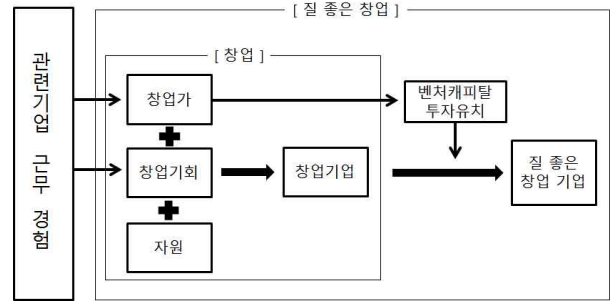 [ 질 좋은 창업 ]
[ 창업 ]
관련기업 근무 경험
창업가
벤처캐피탈
투자유치
창업기회
창업기업
질 좋은
창업 기업
자원